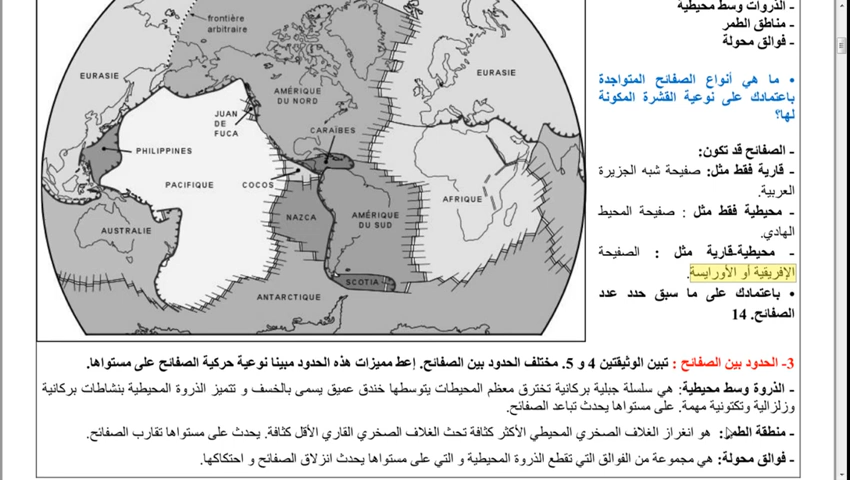 - الذروات وسط محيطية
- مناطق الطمر
- فوالق محولة
• ما هي أنواع الصفائح المتواجدة
باعتمادك على نوعية القشرة المكونة
لها؟
- الصفائح قد تكون:
- قارية فقط مثل: صفيحة شبه الجزيرة
العربية.
- محيطية فقط مثل : صفيحة المحيط
الهادي.
- محيطية-قارية مثل : الصفيحة
الإفريقية أو الأورايسة.
• باعتمادك على ما سبق حدد عدد
الصفائح. 14
frontière
arbitraire
EURASIE
AMÉRIQUE
DU NORD
EURASIE
JUAN
DE
FUCA
CARAÏBES
PHILIPPINES
PACIFIQUE
COCOS
NAZCA
AMÉRIQUE
DU SUD
AFRIQUE
AUSTRALIE
SCOTIA
ANTARCTIQUE
3- الحدود بين الصفائح : تبين الوثيقتين 4 و 5. مختلف الحدود بين الصفائح. إعط مميزات هذه الحدود مبينا نوعية حركية الصفائح على مستواها.
- الذروة وسط محيطية: هي سلسلة جبلية بركانية تخترق معظم المحيطات يتوسطها خندق عميق يسمى بالخسف و تتميز الذروة المحيطية بنشاطات بركانية
وزلزالية وتكتونية مهمة. على مستواها يحدث تباعد الصفائح.
- منطقة الطمر: هو انغراز الغلاف الصخري المحيطي الأكثر كثافة تحث الغلاف الصخري القاري الأقل كثافة. يحدث على مستواها تقارب الصفائح.
- فوالق محولة: هي مجموعة من الفوالق التي تقطع الذروة المحيطية و التي على مستواها يحدث انزلاق الصفائح و احتكاكها.